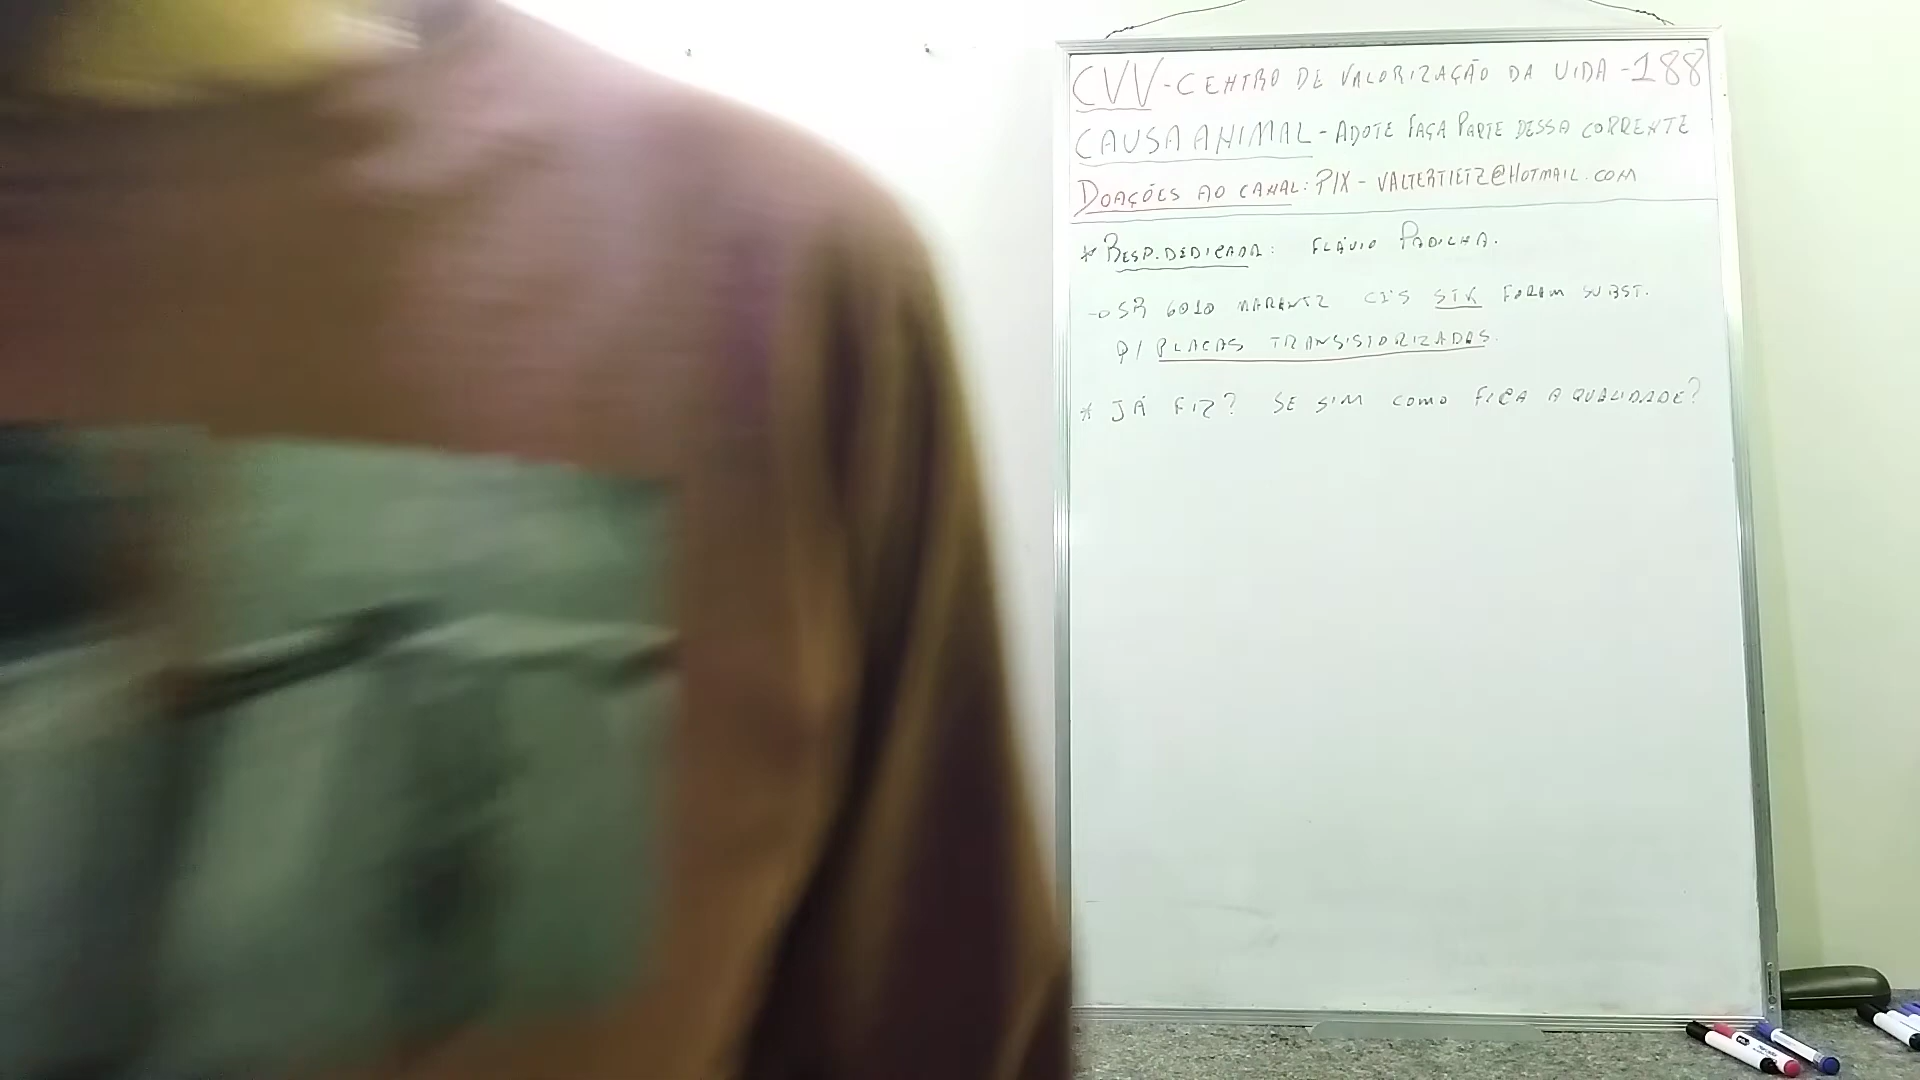 CVV - CENTRO DE VALORIZAÇÃO DA VIDA - 188
CAUSA ANIMAL - ADOTE FAÇA PARTE DESSA CORRENTE
DOAÇÕES AO CANAL: PIX - VALTERTIETZ@HOTMAIL.COM
* RESP. DEDICADA: FLÁVIO PADILHA.
→ SR 6010 MARANTZ CI'S STK FORAM SUBST.
P/ PLACAS TRANSISTORIZADAS.
* JÁ FIZ? SE SIM COMO FICA A QUALIDADE?